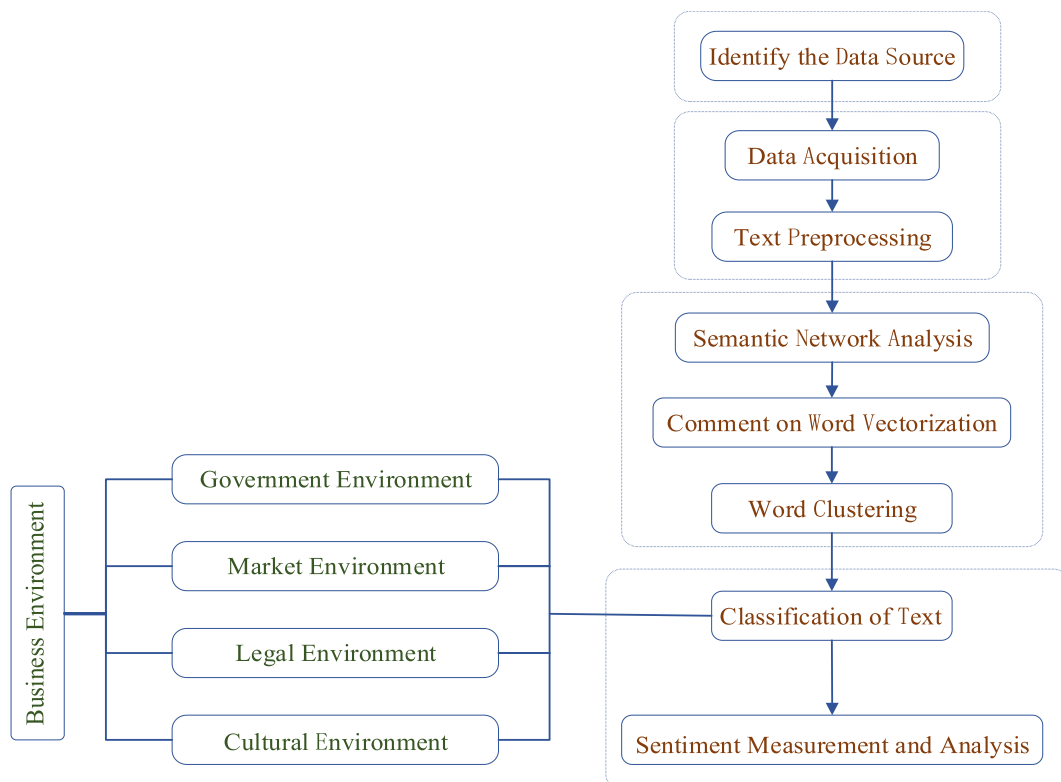 Identify the Data Source
Data Acquisition
Text Preprocessing
Semantic Network Analysis
Comment on Word Vectorization
Word Clustering
Classification of Text
Sentiment Measurement and Analysis
Government Environment
Market Environment
Legal Environment
Cultural Environment
Business Environment